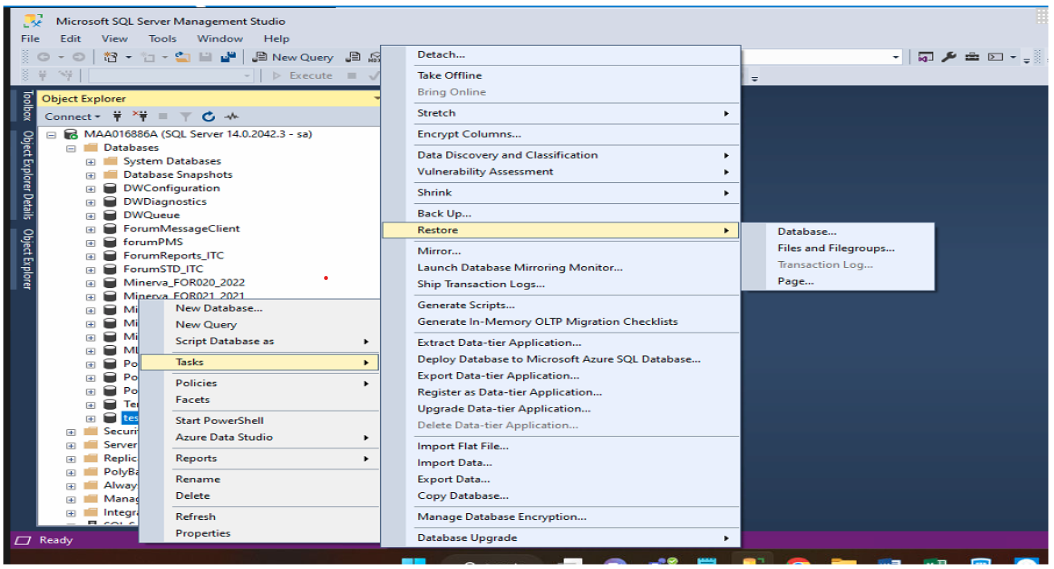 Microsoft SQL Server Management Studio
File Edit View Tools Window Help
New Query
Execute
Toolbox
Object Explorer Details
Object Explorer
Object Explorer
Connect
MAA016886A (SQL Server 14.0.2042.3 - sa)
Databases
System Databases
Database Snapshots
DWConfiguration
DWDiagnostics
DWQueue
ForumMessageClient
forumPMS
ForumReports_ITC
ForumSTD_ITC
Minerva_FOR020_2022
Minerva_FOR021_2021
Mi
Mi
Mi
ML
Po
Po
Po
Te
tes
Securi
Server
Replic
PolyBa
Alway
Manag
Integra
Ready
New Database...
New Query
Script Database as
Tasks
Policies
Facets
Start PowerShell
Azure Data Studio
Reports
Rename
Delete
Refresh
Properties
Detach...
Take Offline
Bring Online
Stretch
Encrypt Columns...
Data Discovery and Classification
Vulnerability Assessment
Shrink
Back Up...
Restore
Mirror...
Launch Database Mirroring Monitor...
Ship Transaction Logs...
Generate Scripts...
Generate In-Memory OLTP Migration Checklists
Extract Data-tier Application...
Deploy Database to Microsoft Azure SQL Database...
Export Data-tier Application...
Register as Data-tier Application...
Upgrade Data-tier Application...
Delete Data-tier Application...
Import Flat File...
Import Data...
Export Data...
Copy Database...
Manage Database Encryption...
Database Upgrade
Database...
Files and Filegroups...
Transaction Log...
Page...